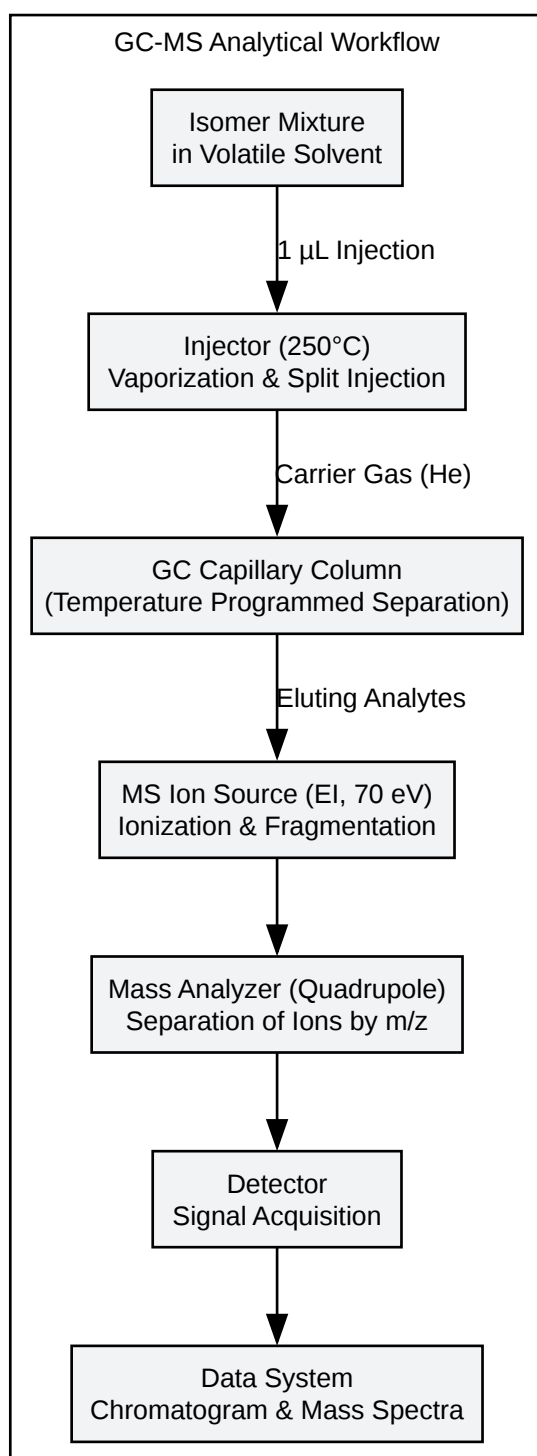 GC-MS Analytical Workflow
Isomer Mixture
in Volatile Solvent
1 µL Injection
Injector (250°C)
Vaporization & Split Injection
Carrier Gas (He)
GC Capillary Column
(Temperature Programmed Separation)
Eluting Analytes
MS Ion Source (EI, 70 eV)
Ionization & Fragmentation
Mass Analyzer (Quadrupole)
Separation of Ions by m/z
Detector
Signal Acquisition
Data System
Chromatogram & Mass Spectra